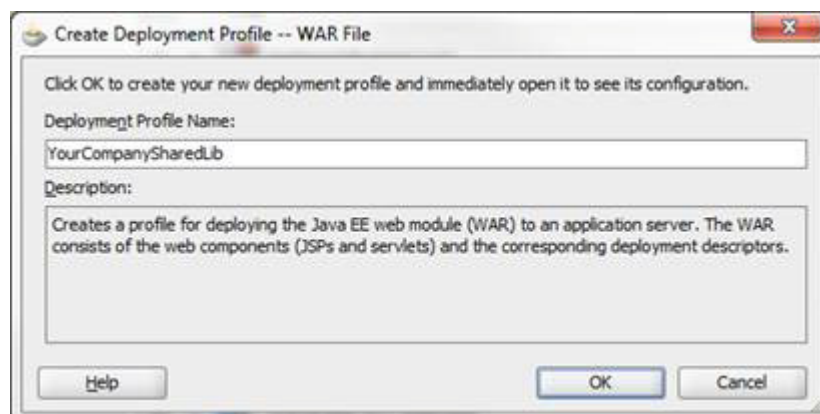 Create Deployment Profile -- WAR File
Click OK to create your new deployment profile and immediately open it to see its configuration.
Deployment Profile Name:
YourCompanySharedLib
Description:
Creates a profile for deploying the Java EE web module (WAR) to an application server. The WAR
consists of the web components (JSPs and servlets) and the corresponding deployment descriptors.
Help
OK
Cancel